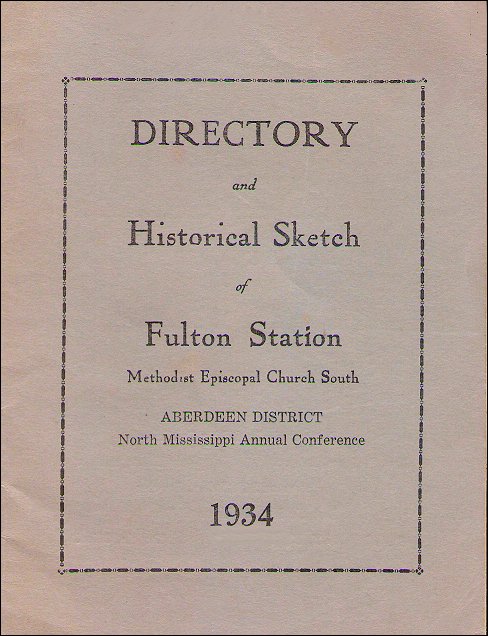 DIRECTORY
and
Historical Sketch
of
Fulton Station
Methodist Episcopal Church South
ABERDEEN DISTRICT
North Mississippi Annual Conference
1934